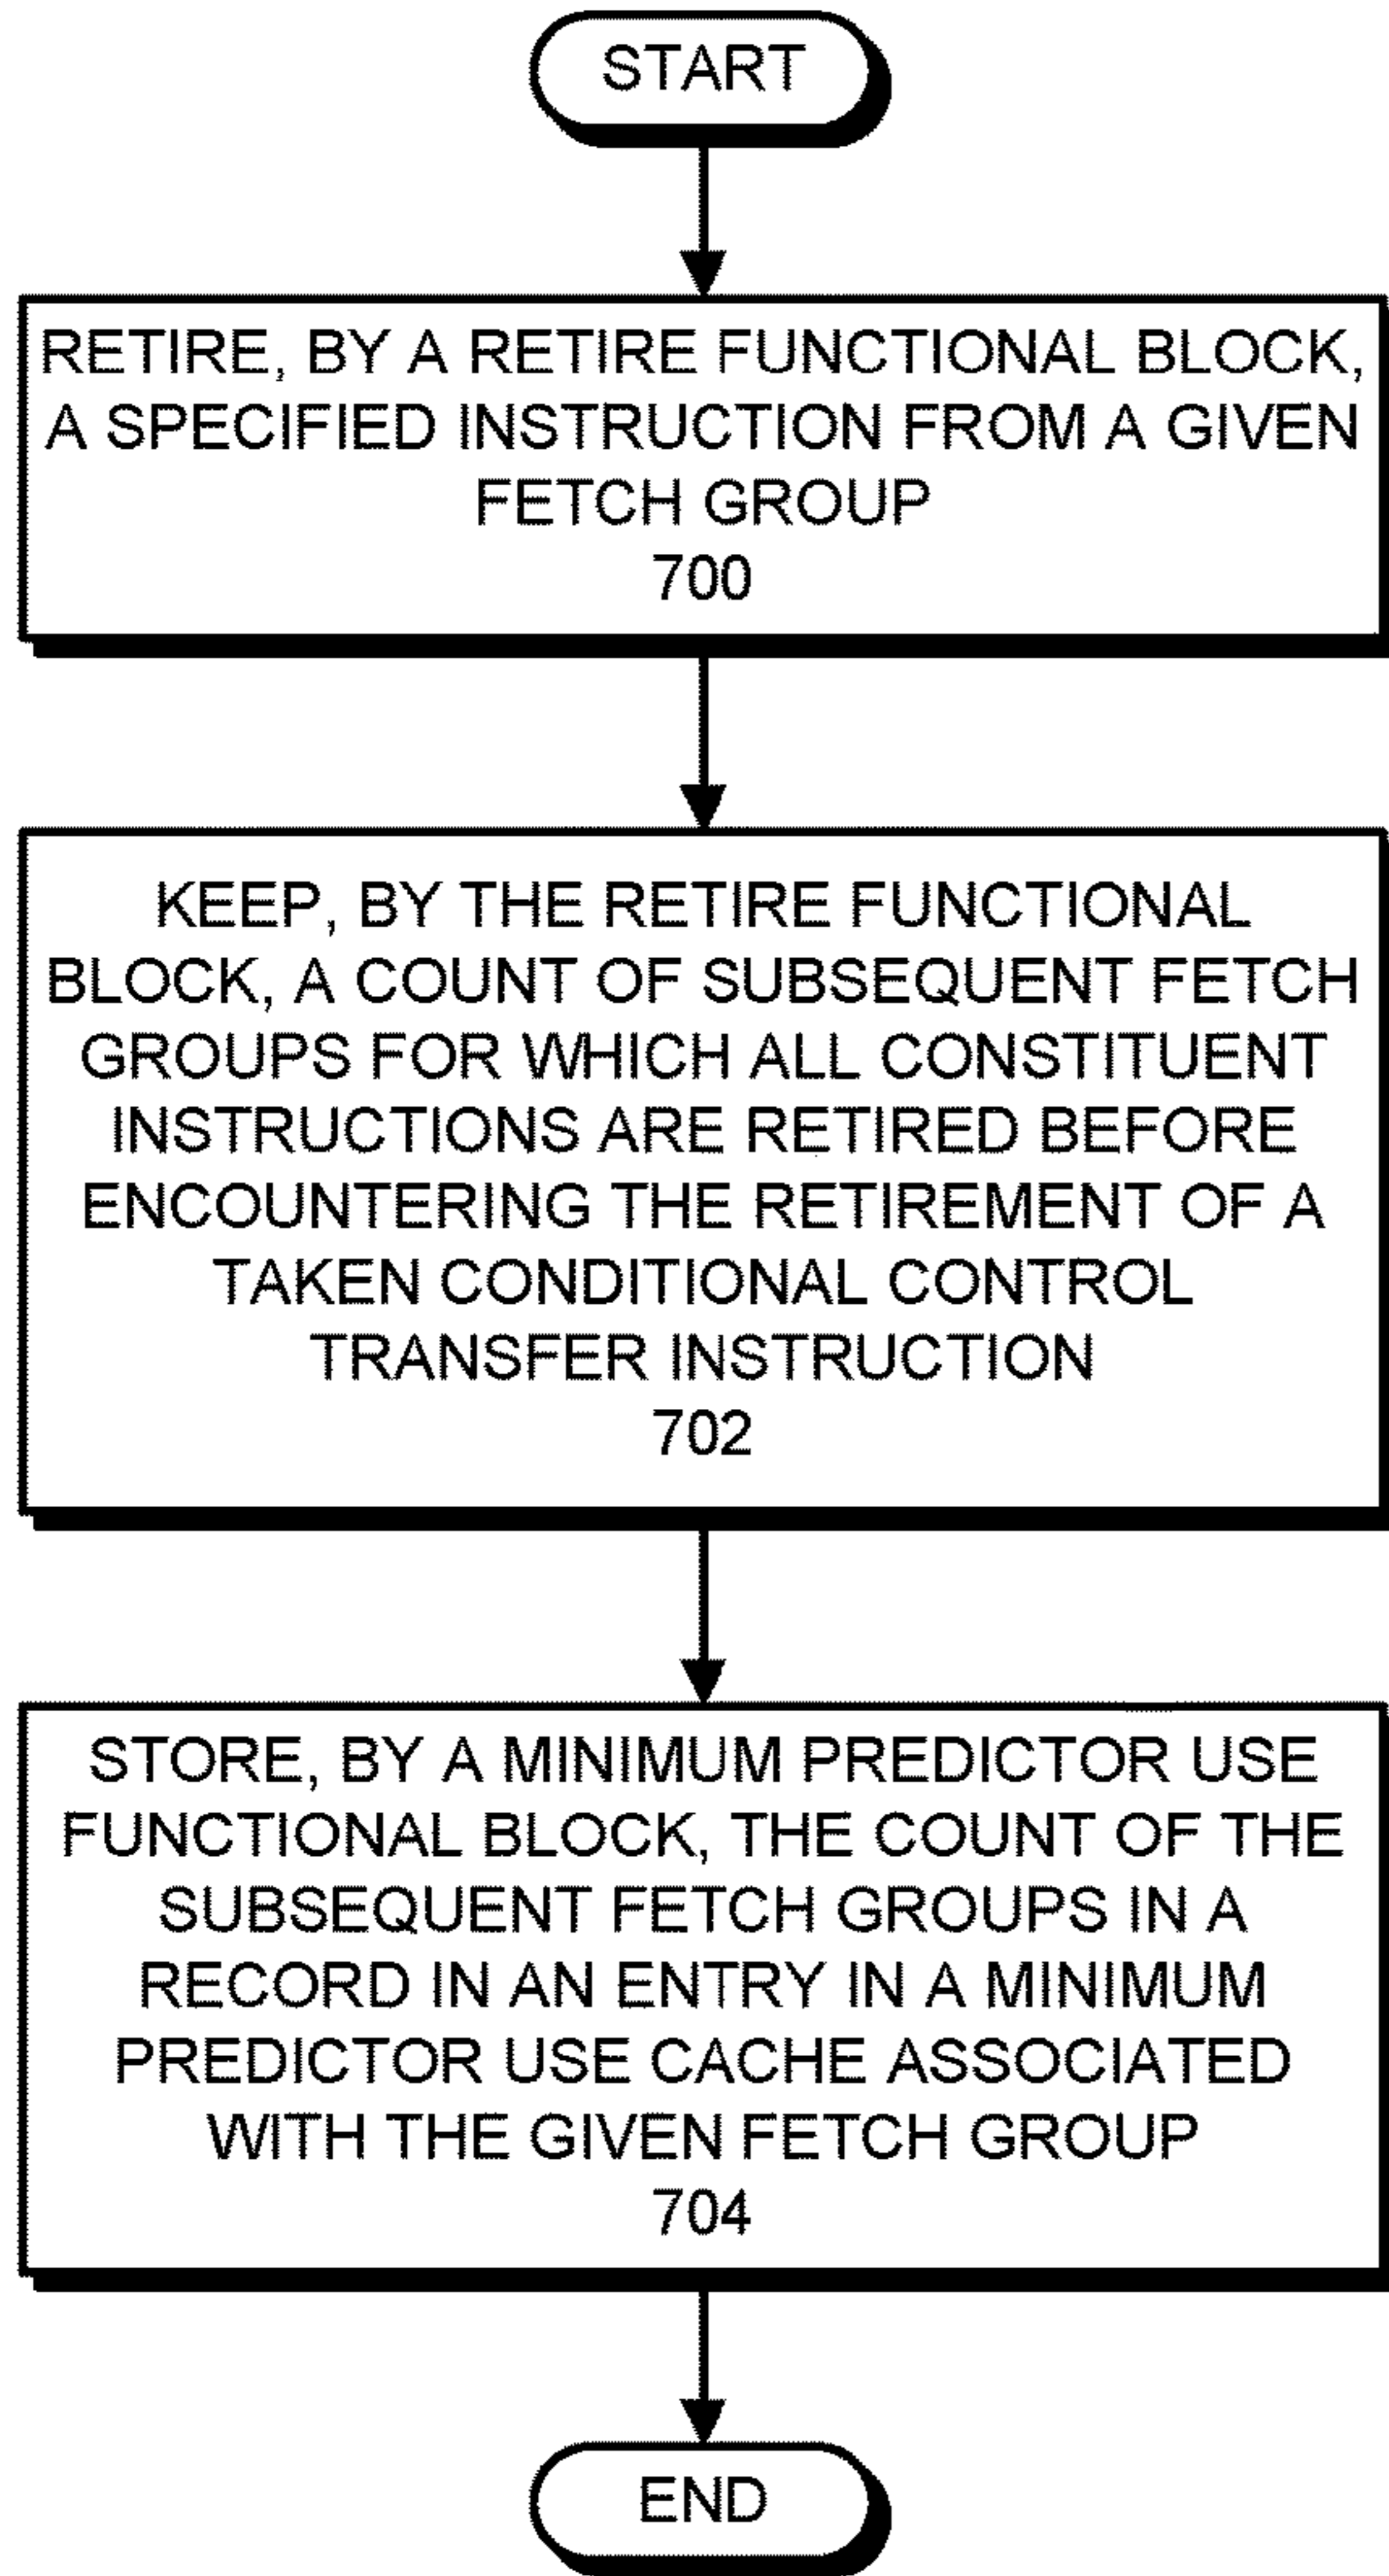 START
RETIRE, BY A RETIRE FUNCTIONAL BLOCK,
A SPECIFIED INSTRUCTION FROM A GIVEN
FETCH GROUP
700
KEEP, BY THE RETIRE FUNCTIONAL
BLOCK, A COUNT OF SUBSEQUENT FETCH
GROUPS FOR WHICH ALL CONSTITUENT
INSTRUCTIONS ARE RETIRED BEFORE
ENCOUNTERING THE RETIREMENT OF A
TAKEN CONDITIONAL CONTROL
TRANSFER INSTRUCTION
702
STORE, BY A MINIMUM PREDICTOR USE
FUNCTIONAL BLOCK, THE COUNT OF THE
SUBSEQUENT FETCH GROUPS IN A
RECORD IN AN ENTRY IN A MINIMUM
PREDICTOR USE CACHE ASSOCIATED
WITH THE GIVEN FETCH GROUP
704
END